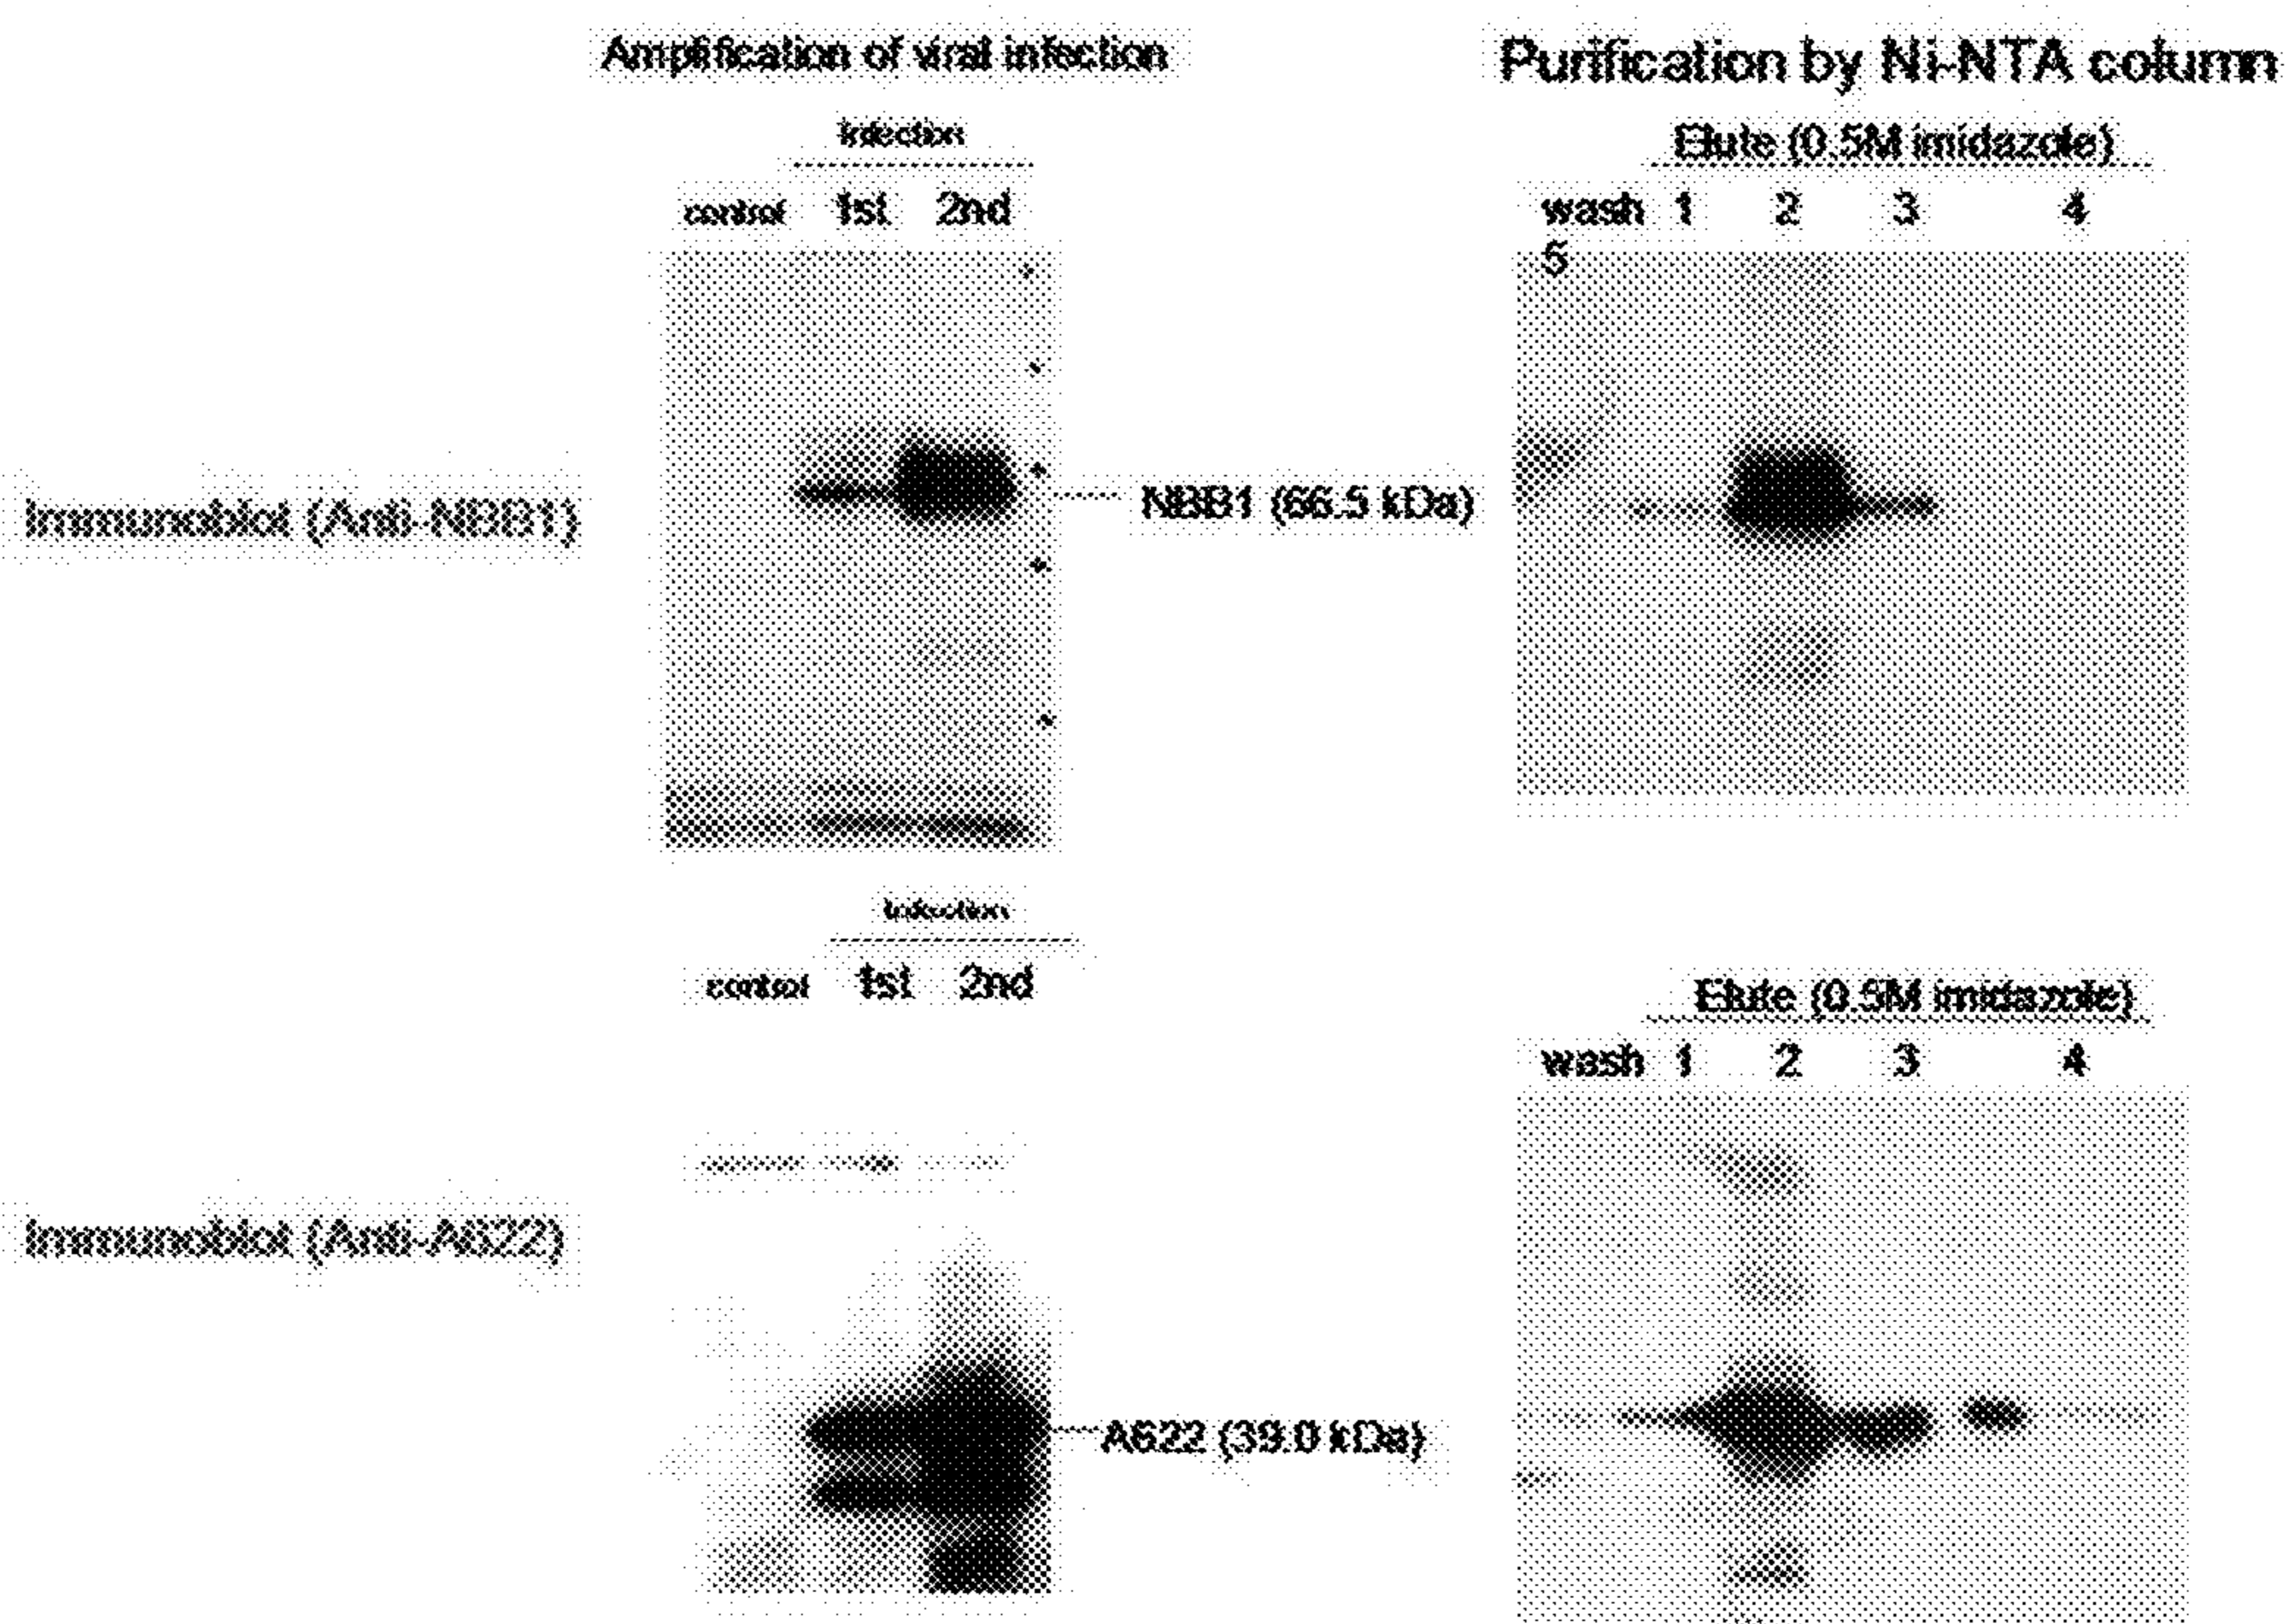 Amplification of viral infection
Infection
control 1st 2nd
Immunoblot (Anti-NBB1)
NBB1 (66.5 kDa)
Purification by Ni-NTA column
Elute (0.5M imidazole)
wash 1 2 3 4
5
Infection
control 1st 2nd
Immunoblot (Anti-A622)
A622 (39.0 kDa)
Elute (0.5M imidazole)
wash 1 2 3 4